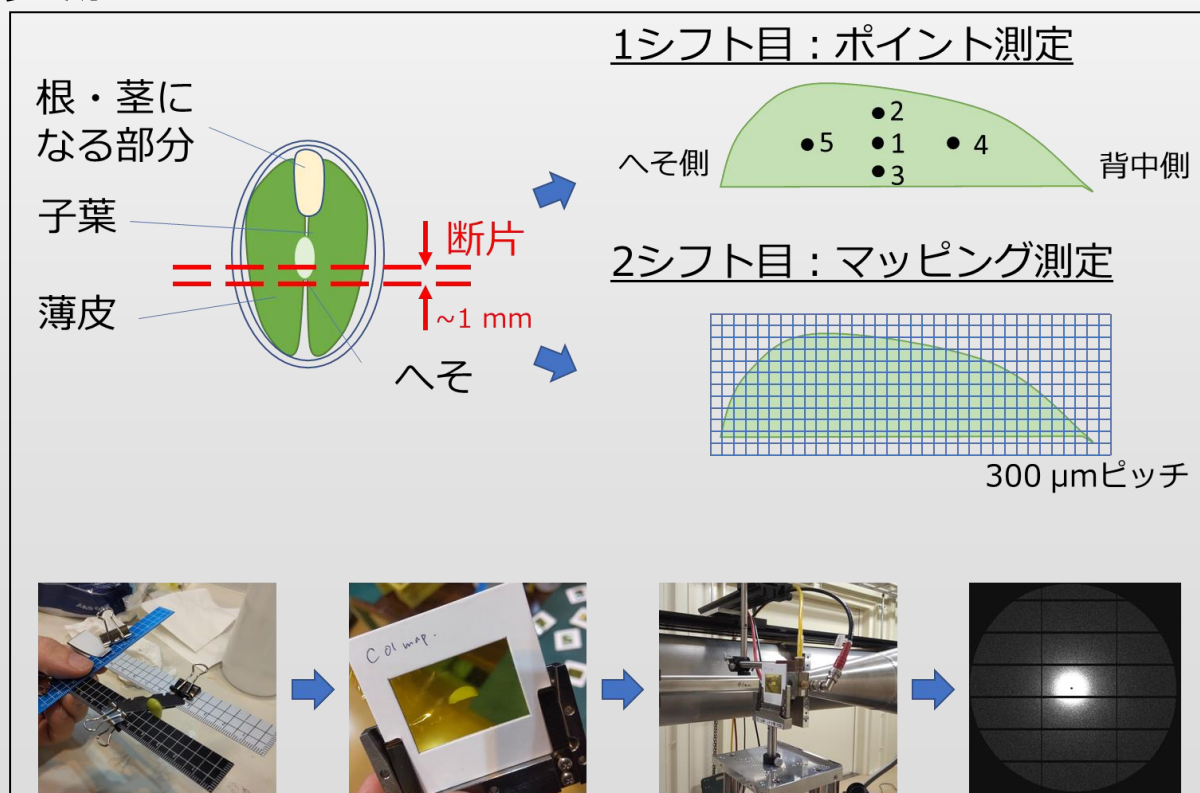 1シフト目：ポイント測定
根・茎に
なる部分
子葉
薄皮
断片
~1 mm
へそ
へそ側
2
5
1
4
3
背中側
2シフト目：マッピング測定
300 µmピッチ
C01 map.